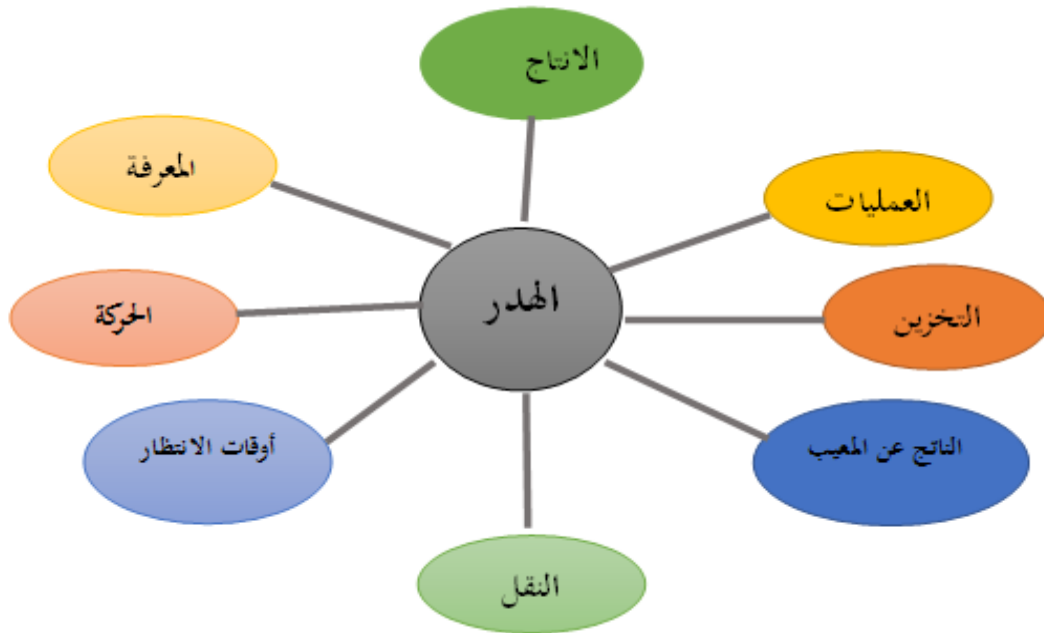 الانتاج
المعرفة
العمليات
الهدر
الحركة
التخزين
أوقات الانتظار
الناتج عن المعيب
النقل